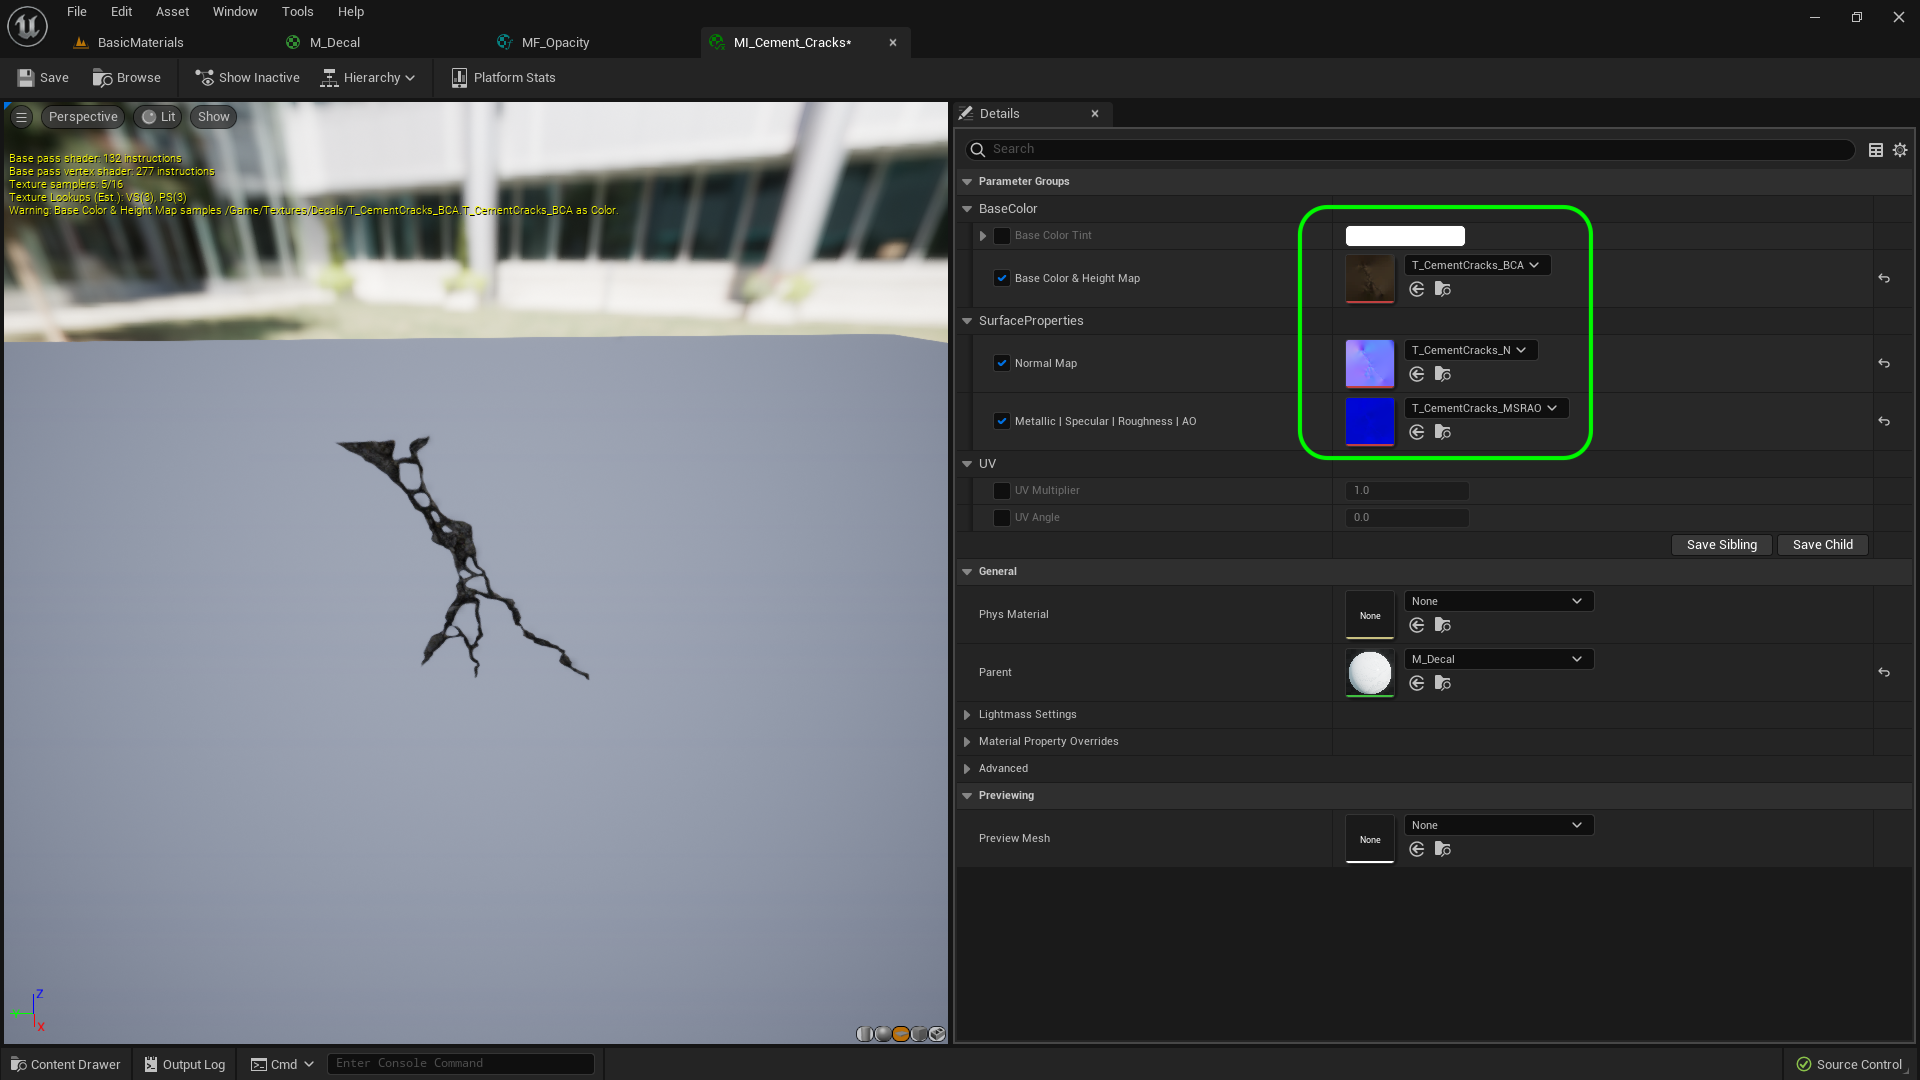 File Edit Asset Window Tools Help
BasicMaterials M_Decal MF_Opacity MI_Cement_Cracks*
Save Browse Show Inactive Hierarchy Platform Stats
Perspective Lit Show
Base pass shader: 132 instructions
Base pass vertex shader: 277 instructions
Texture samplers: 5/16
Texture Lookups (Est.): VS(3), PS(3)
Warning: Base Color & Height Map samples /Game/Textures/Decals/T_CementCracks_BCA.T_CementCracks_BCA as Color.
Z
Y
X
Details
Search
Parameter Groups
BaseColor
Base Color Tint
Base Color & Height Map T_CementCracks_BCA
SurfaceProperties
Normal Map T_CementCracks_N
Metallic | Specular | Roughness | AO T_CementCracks_MSRAO
UV
UV Multiplier 1.0
UV Angle 0.0
Save Sibling Save Child
General
Phys Material None None
Parent M_Decal
Lightmass Settings
Material Property Overrides
Advanced
Previewing
Preview Mesh None None
Content Drawer Output Log Cmd Enter Console Command Source Control